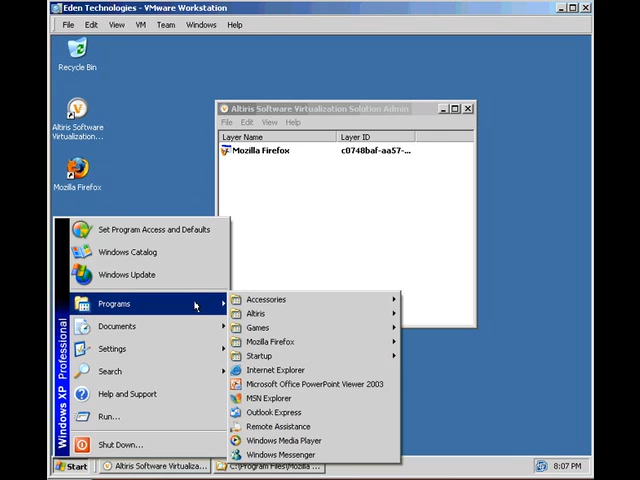 Eden Technologies - VMware Workstation
File Edit View VM Team Windows Help
Recycle Bin
Altiris Software Virtualization...
Mozilla Firefox
Altiris Software Virtualization Solution Admin
File Edit View Help
Layer Name Layer ID
Mozilla Firefox c0748baf-aa57-...
Set Program Access and Defaults
Windows Catalog
Windows Update
Programs
Documents
Settings
Search
Help and Support
Run...
Shut Down...
Windows XP Professional
Accessories
Altiris
Games
Mozilla Firefox
Startup
Internet Explorer
Microsoft Office PowerPoint Viewer 2003
MSN Explorer
Outlook Express
Remote Assistance
Windows Media Player
Windows Messenger
Start
Altiris Software Virtualiza...
C:\Program Files\Mozilla ...
8:07 PM